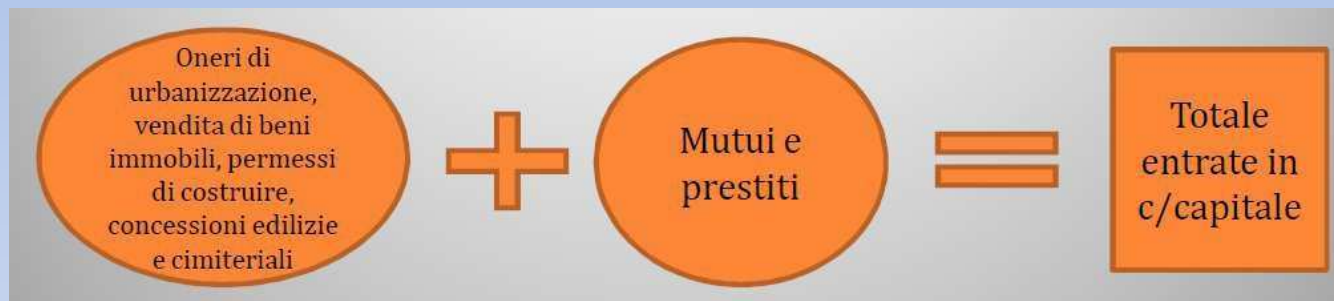 Oneri di
urbanizzazione,
vendita di beni
immobili, permessi
di costruire,
concessioni edilizie
e cimiteriali
Mutui e
prestiti
Totale
entrate in
c/capitale